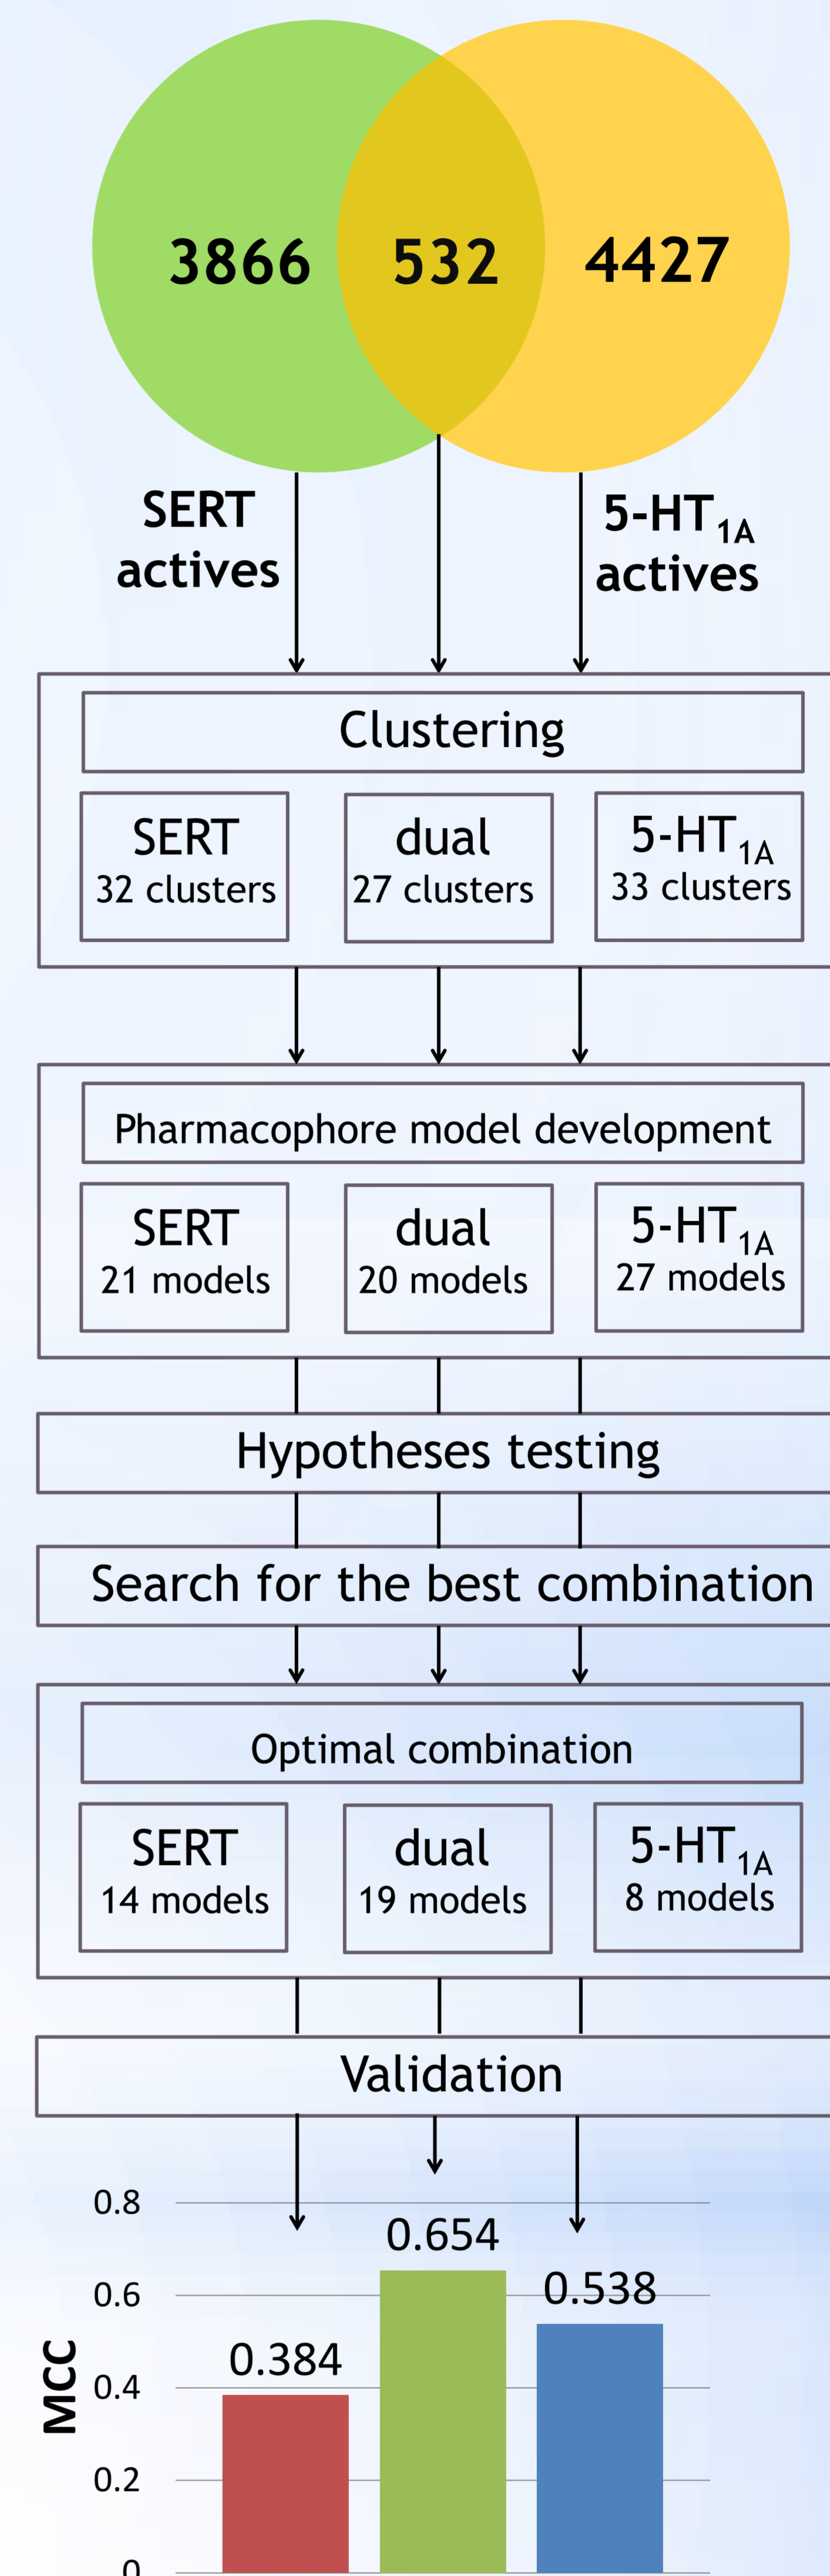 3866 532 4427
SERT
actives
5-HT1A
actives
Clustering
SERT
32 clusters
dual
27 clusters
5-HT1A
33 clusters
Pharmacophore model development
SERT
21 models
dual
20 models
5-HT1A
27 models
Hypotheses testing
Search for the best combination
Optimal combination
SERT
14 models
dual
19 models
5-HT1A
8 models
Validation
0.8
0.654
0.6
0.538
0.384
0.4
MCC
0.2
0